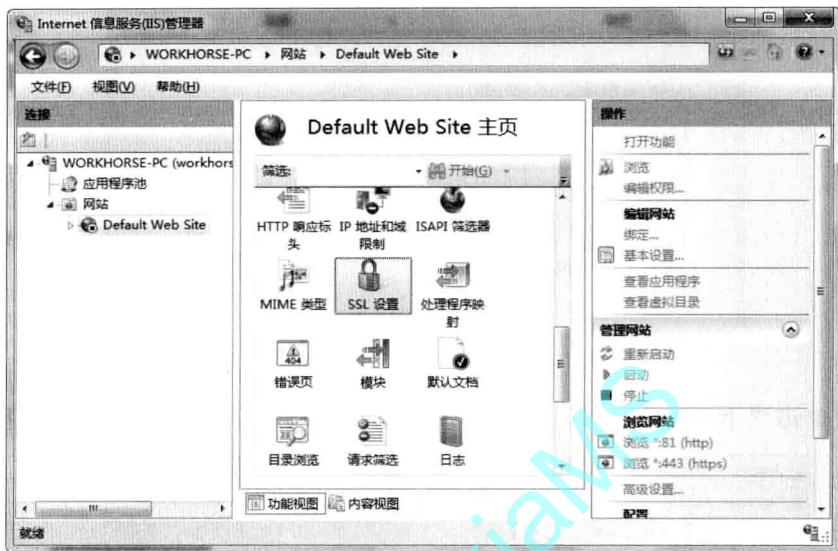 Internet 信息服务(IIS)管理器
WORKHORSE-PC ▸ 网站 ▸ Default Web Site ▸
文件(F) 视图(V) 帮助(H)
连接
WORKHORSE-PC (workhors
应用程序池
网站
Default Web Site
Default Web Site 主页
筛选: 开始(G)
HTTP 响应标头
IP 地址和域限制
ISAPI 筛选器
MIME 类型
SSL 设置
处理程序映射
404
错误页
模块
默认文档
目录浏览
请求筛选
日志
功能视图 内容视图
操作
打开功能
浏览
编辑权限...
编辑网站
绑定...
基本设置...
查看应用程序
查看虚拟目录
管理网站
重新启动
启动
停止
浏览网站
浏览 *:81 (http)
浏览 *:443 (https)
高级设置...
配置
就绪